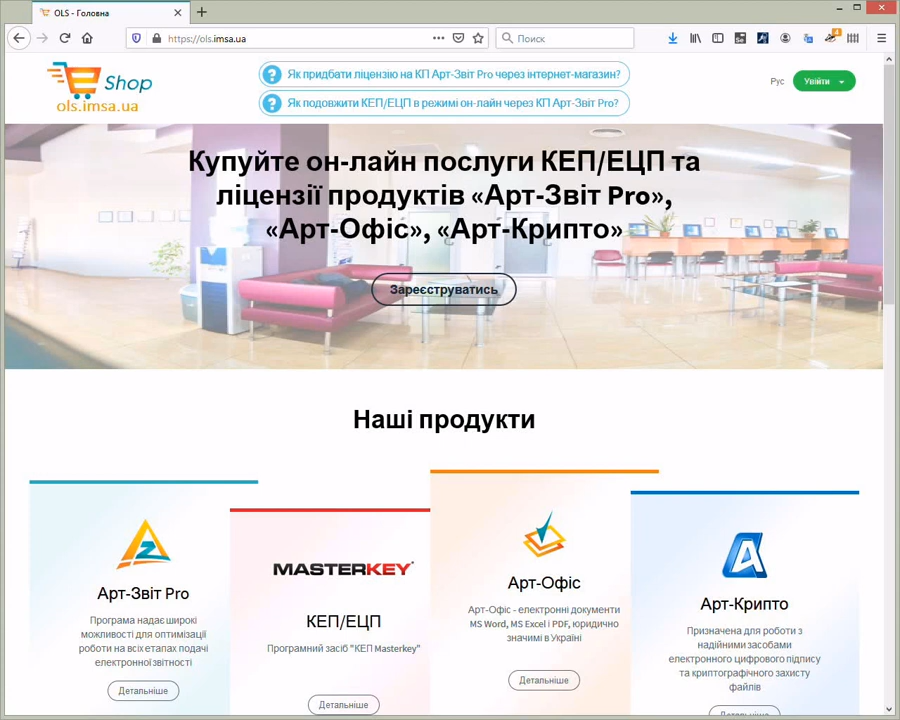 OLS - Головна
https://ols.imsa.ua
Поиск
4
Shop
ols.imsa.ua
? Як придбати ліцензію на КП Арт-Звіт Pro через інтернет-магазин?
? Як подовжити КЕП/ЕЦП в режимі он-лайн через КП Арт-Звіт Pro?
Рус
Увійти
Купуйте он-лайн послуги КЕП/ЕЦП та
ліцензії продуктів «Арт-Звіт Pro»,
«Арт-Офіс», «Арт-Крипто»
Зареєструватись
Наші продукти
Арт-Звіт Pro
Програма надає широкі
можливості для оптимізації
роботи на всіх етапах подачі
електронної звітності
Детальніше
MASTERKEY
КЕП/ЕЦП
Програмний засіб "КЕП Masterkey"
Детальніше
Арт-Офіс
Арт-Офіс - електронні документи
MS Word, MS Excel і PDF, юридично
значимі в Україні
Детальніше
Арт-Крипто
Призначена для роботи з
надійними засобами
електронного цифрового підпису
та криптографічного захисту
файлів
Детальніше